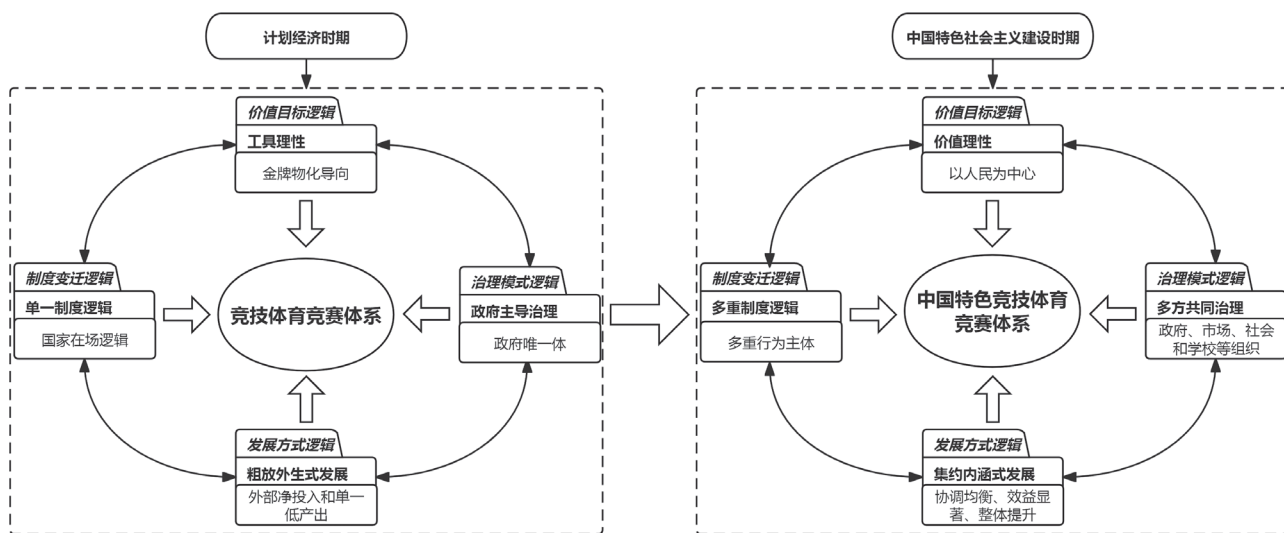 计划经济时期
价值目标逻辑
工具理性
金牌物化导向
制度变迁逻辑
单一制度逻辑
国家在场逻辑
竞技体育竞赛体系
治理模式逻辑
政府主导治理
政府唯一体
发展方式逻辑
粗放外生式发展
外部净投入和单一
低产出
中国特色社会主义建设时期
价值目标逻辑
价值理性
以人民为中心
制度变迁逻辑
多重制度逻辑
多重行为主体
中国特色竞技体育
竞赛体系
治理模式逻辑
多方共同治理
政府、市场、社会
和学校等组织
发展方式逻辑
集约内涵式发展
协调均衡、效益显
著、整体提升